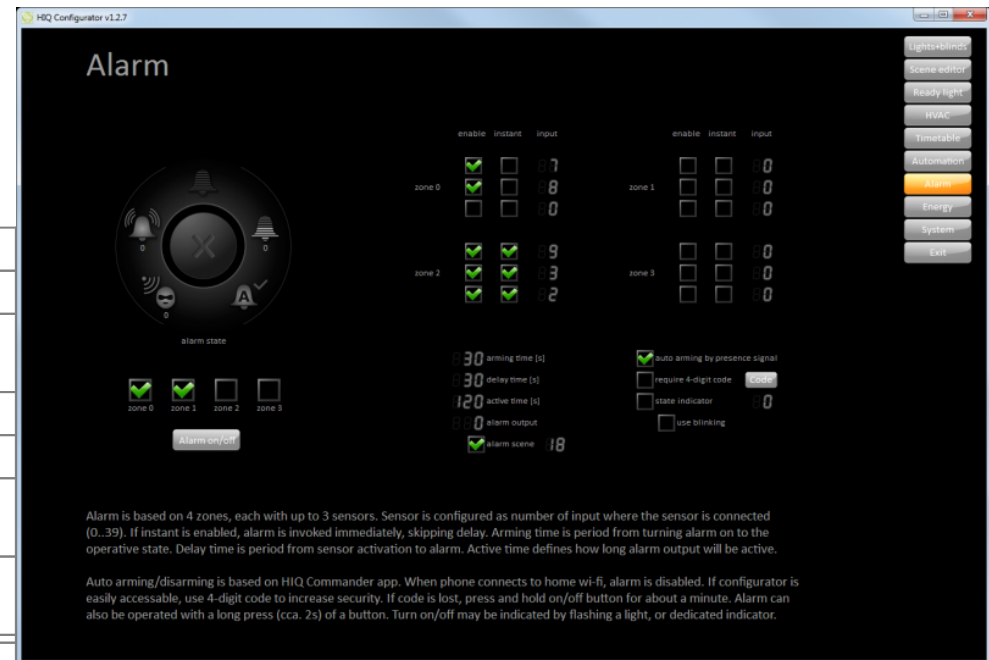 HIQ Configurator v1.2.7
Alarm
Lights+blinds
Scene editor
Ready light
HVAC
Timetable
Automation
Alarm
Energy
System
Exit
enable instant input
enable instant input
zone 0
7
8
0
zone 1
0
0
0
zone 2
9
3
2
zone 3
0
0
0
0
0
0
A
alarm state
zone 0 zone 1 zone 2 zone 3
Alarm on/off
30 arming time [s]
30 delay time [s]
120 active time [s]
0 alarm output
alarm scene 18
auto arming by presence signal
require 4-digit code Code
state indicator 0
use blinking
Alarm is based on 4 zones, each with up to 3 sensors. Sensor is configured as number of input where the sensor is connected
(0..39). If instant is enabled, alarm is invoked immediately, skipping delay. Arming time is period from turning alarm on to the
operative state. Delay time is period from sensor activation to alarm. Active time defines how long alarm output will be active.
Auto arming/disarming is based on HIQ Commander app. When phone connects to home wi-fi, alarm is disabled. If configurator is
easily accessable, use 4-digit code to increase security. If code is lost, press and hold on/off button for about a minute. Alarm can
also be operated with a long press (cca. 2s) of a button. Turn on/off may be indicated by flashing a light, or dedicated indicator.